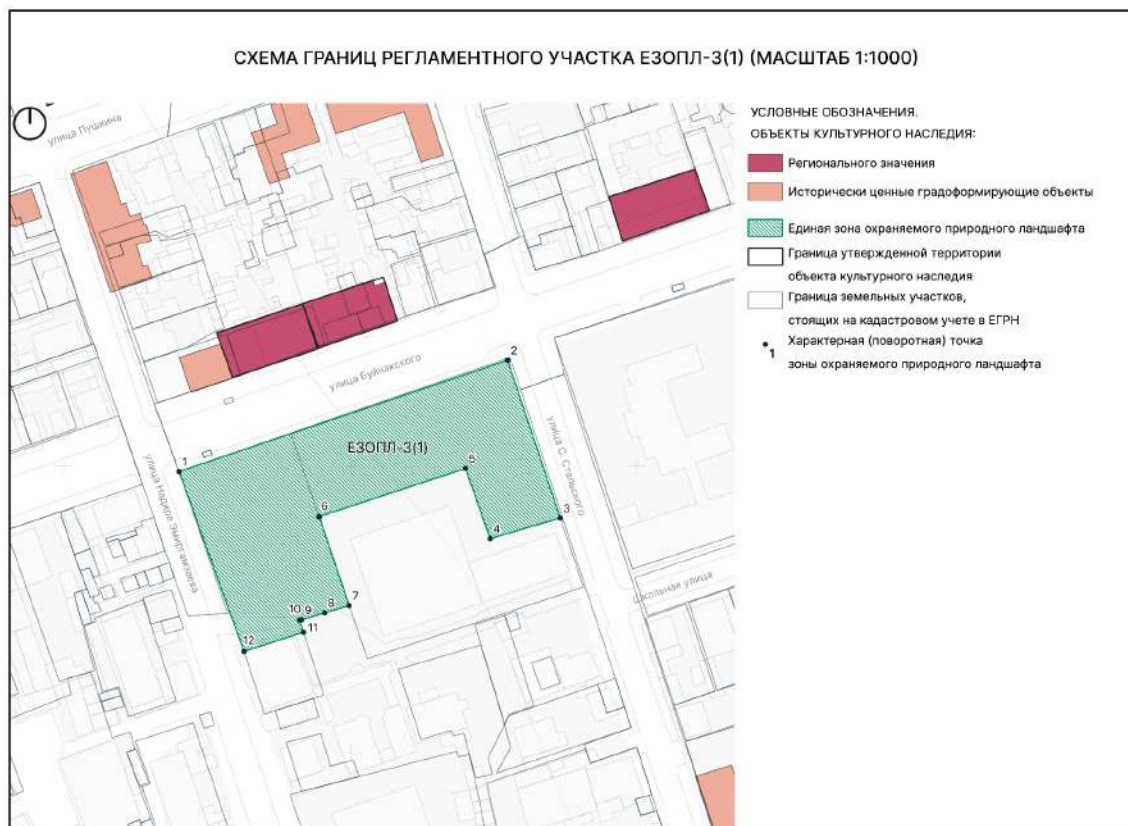 СХЕМА ГРАНИЦ РЕГЛАМЕНТНОГО УЧАСТКА ЕЗОПЛ-3(1) (МАСШТАБ 1:1000)
улица Пушкина
УСЛОВНЫЕ ОБОЗНАЧЕНИЯ.
ОБЪЕКТЫ КУЛЬТУРНОГО НАСЛЕДИЯ:
Регионального значения
Исторически ценные градоформирующие объекты
Единая зона охраняемого природного ландшафта
Граница утвержденной территории
объекта культурного наследия
Граница земельных участков,
стоящих на кадастровом учете в ЕГРН
1
Характерная (поворотная) точка
зоны охраняемого природного ландшафта
улица Буйнакского
2
ЕЗОПЛ-3(1)
1
5
улица С. Стальского
улица Надира Эмиргамзаева
6
3
4
Школьная улица
7
8
9
10
11
12